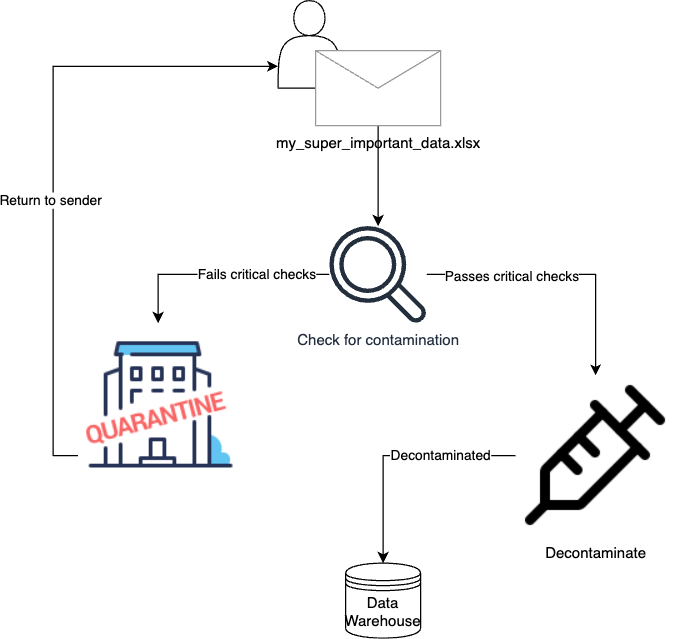 my_super_important_data.xlsx
Return to sender
Fails critical checks
Passes critical checks
Check for contamination
QUARANTINE
Decontaminated
Decontaminate
Data
Warehouse